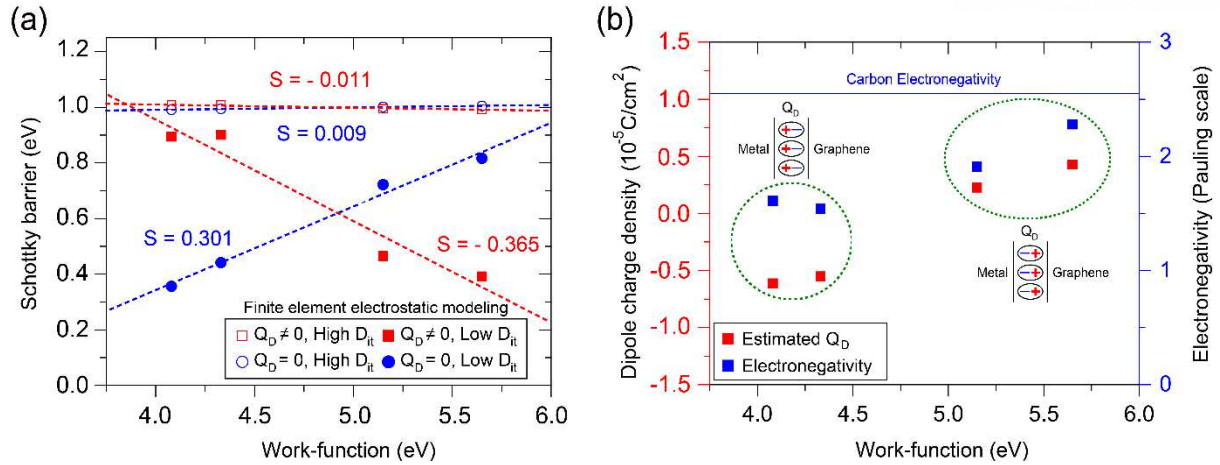 (a)
Schottky barrier (eV)
1.2
1.0
0.8
0.6
0.4
0.2
0.0
S = - 0.011
S = 0.009
S = 0.301
S = - 0.365
Finite element electrostatic modeling
Q_D ≠ 0, High D_it
Q_D ≠ 0, Low D_it
Q_D = 0, High D_it
Q_D = 0, Low D_it
4.0 4.5 5.0 5.5 6.0
Work-function (eV)
(b)
Dipole charge density (10⁻⁵C/cm²)
1.5
1.0
0.5
0.0
-0.5
-1.0
-1.5
Carbon Electronegativity
Q_D
Metal
Graphene
Q_D
Metal
Graphene
Estimated Q_D
Electronegativity
4.0 4.5 5.0 5.5 6.0
Work-function (eV)
3
2
1
0
Electronegativity (Pauling scale)